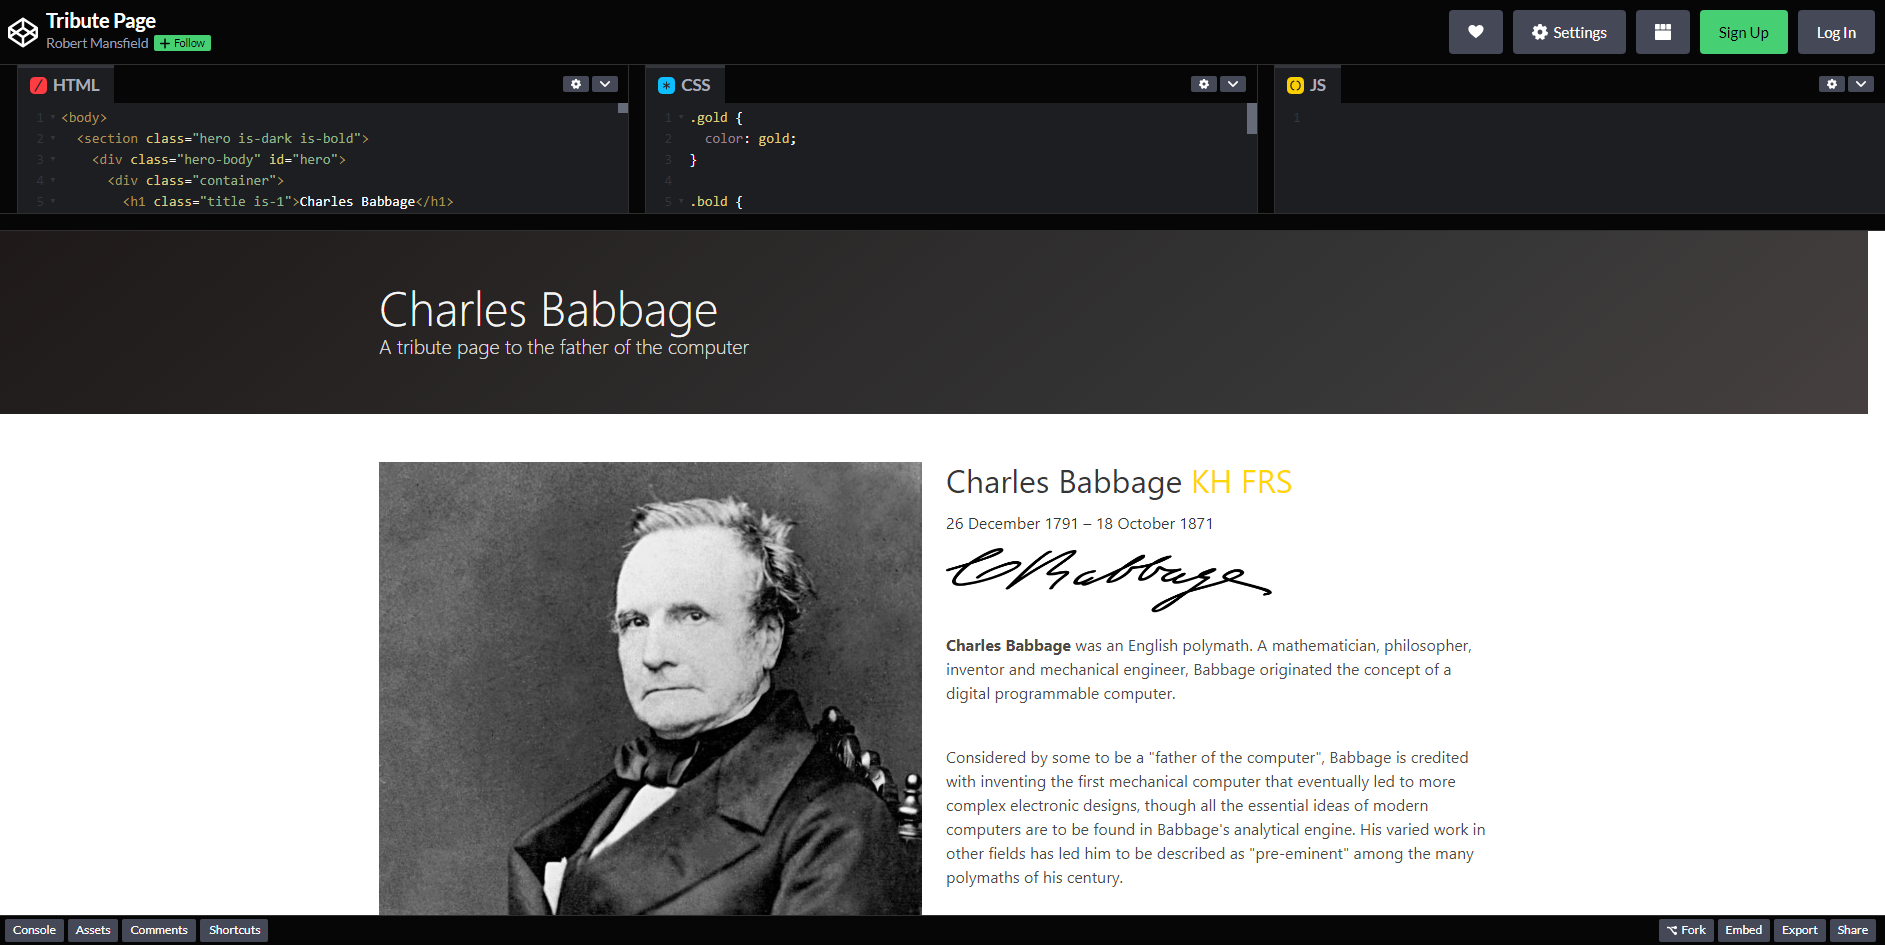 Tribute Page
Robert Mansfield + Follow
Settings
Sign Up
Log In
HTML
1 <body>
2 <section class="hero is-dark is-bold">
3 <div class="hero-body" id="hero">
4 <div class="container">
5 <h1 class="title is-1">Charles Babbage</h1>
CSS
1 .gold {
2 color: gold;
3 }
4
5 .bold {
JS
1
Charles Babbage
A tribute page to the father of the computer
Charles Babbage KH FRS
26 December 1791 – 18 October 1871
C Babbage
Charles Babbage was an English polymath. A mathematician, philosopher,
inventor and mechanical engineer, Babbage originated the concept of a
digital programmable computer.
Considered by some to be a "father of the computer", Babbage is credited
with inventing the first mechanical computer that eventually led to more
complex electronic designs, though all the essential ideas of modern
computers are to be found in Babbage's analytical engine. His varied work in
other fields has led him to be described as "pre-eminent" among the many
polymaths of his century.
Console Assets Comments Shortcuts
Fork Embed Export Share